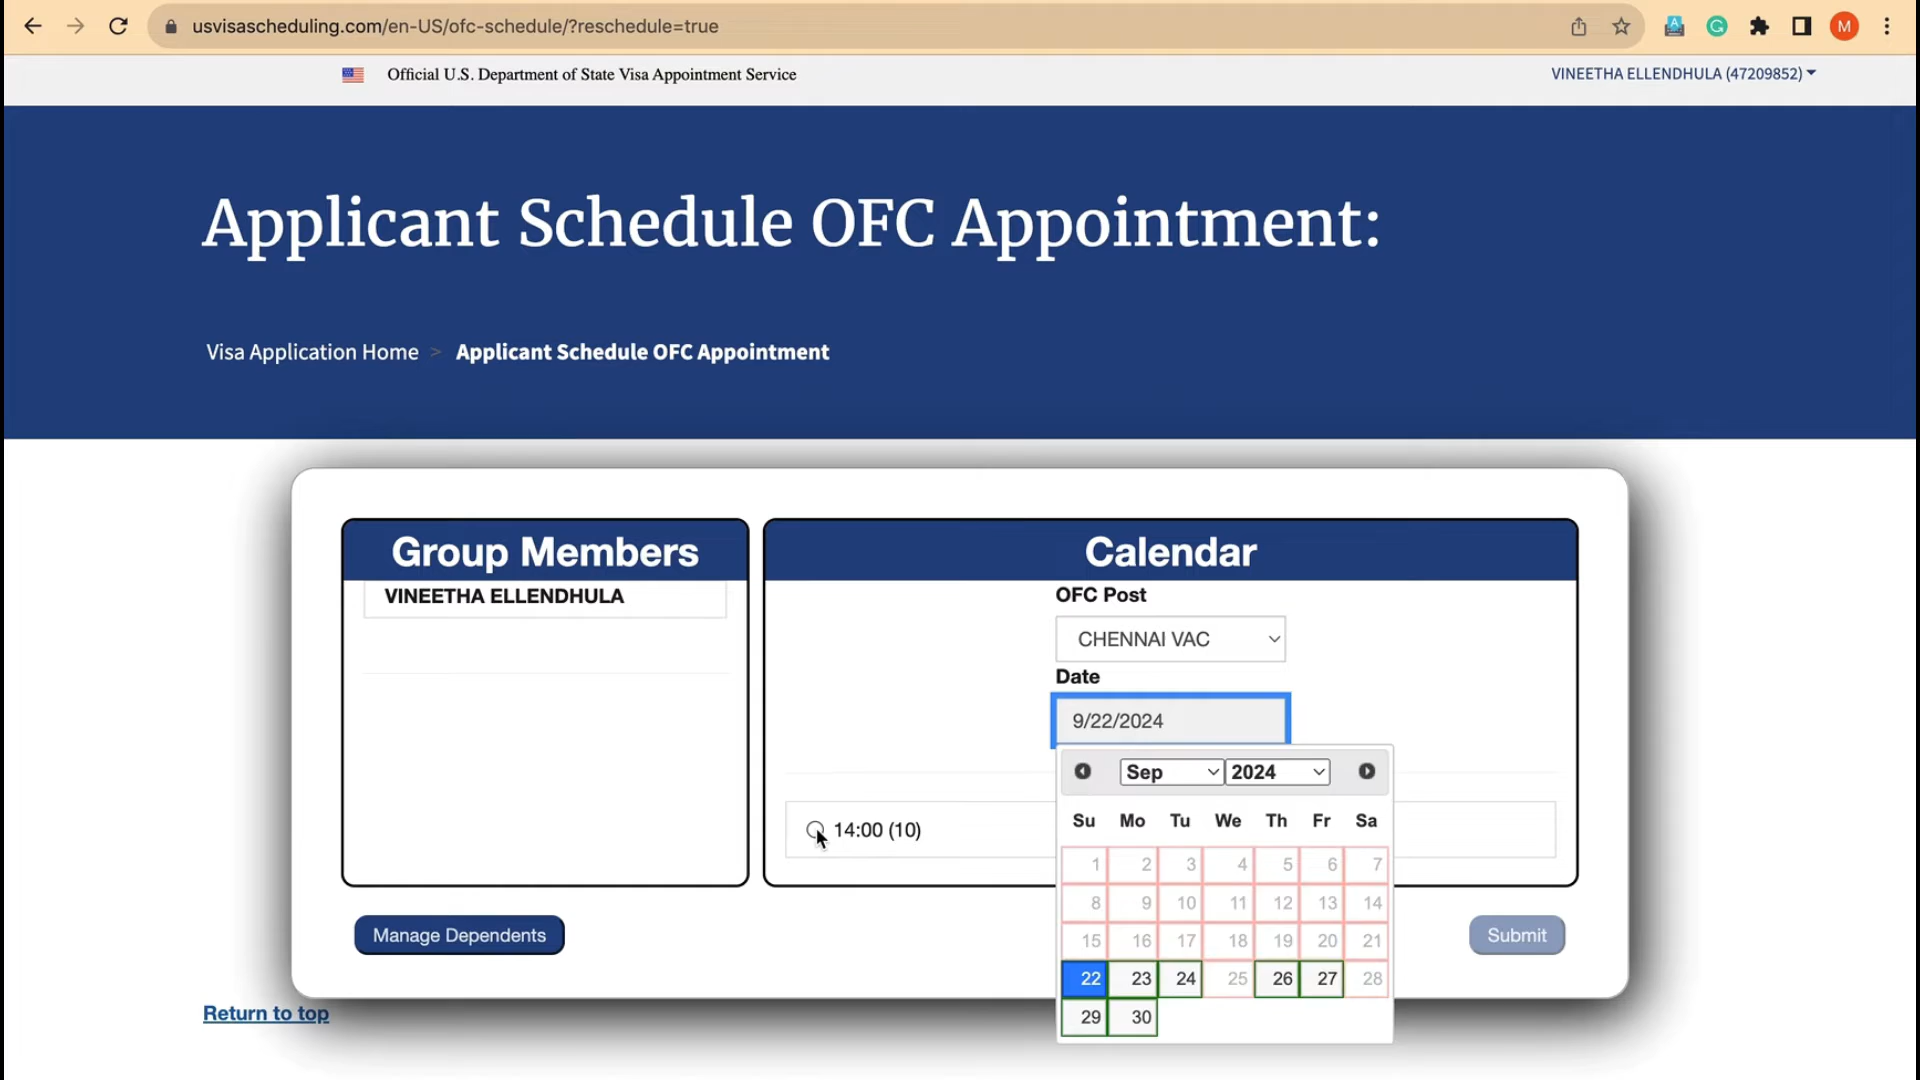 usvisascheduling.com/en-US/ofc-schedule/?reschedule=true
M
Official U.S. Department of State Visa Appointment Service
VINEETHA ELLENDHULA (47209852)
Applicant Schedule OFC Appointment:
Visa Application Home > Applicant Schedule OFC Appointment
Group Members
VINEETHA ELLENDHULA
Calendar
OFC Post
CHENNAI VAC
Date
9/22/2024
14:00 (10)
Sep 2024
Su Mo Tu We Th Fr Sa
1 2 3 4 5 6 7
8 9 10 11 12 13 14
15 16 17 18 19 20 21
22 23 24 25 26 27 28
29 30
Manage Dependents
Submit
Return to top